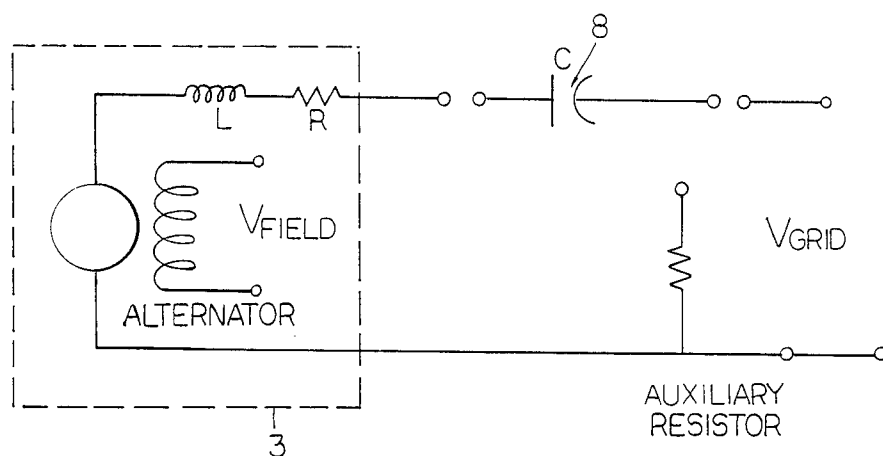 8
C
L
R
VFIELD
VGRID
ALTERNATOR
AUXILIARY
RESISTOR
3